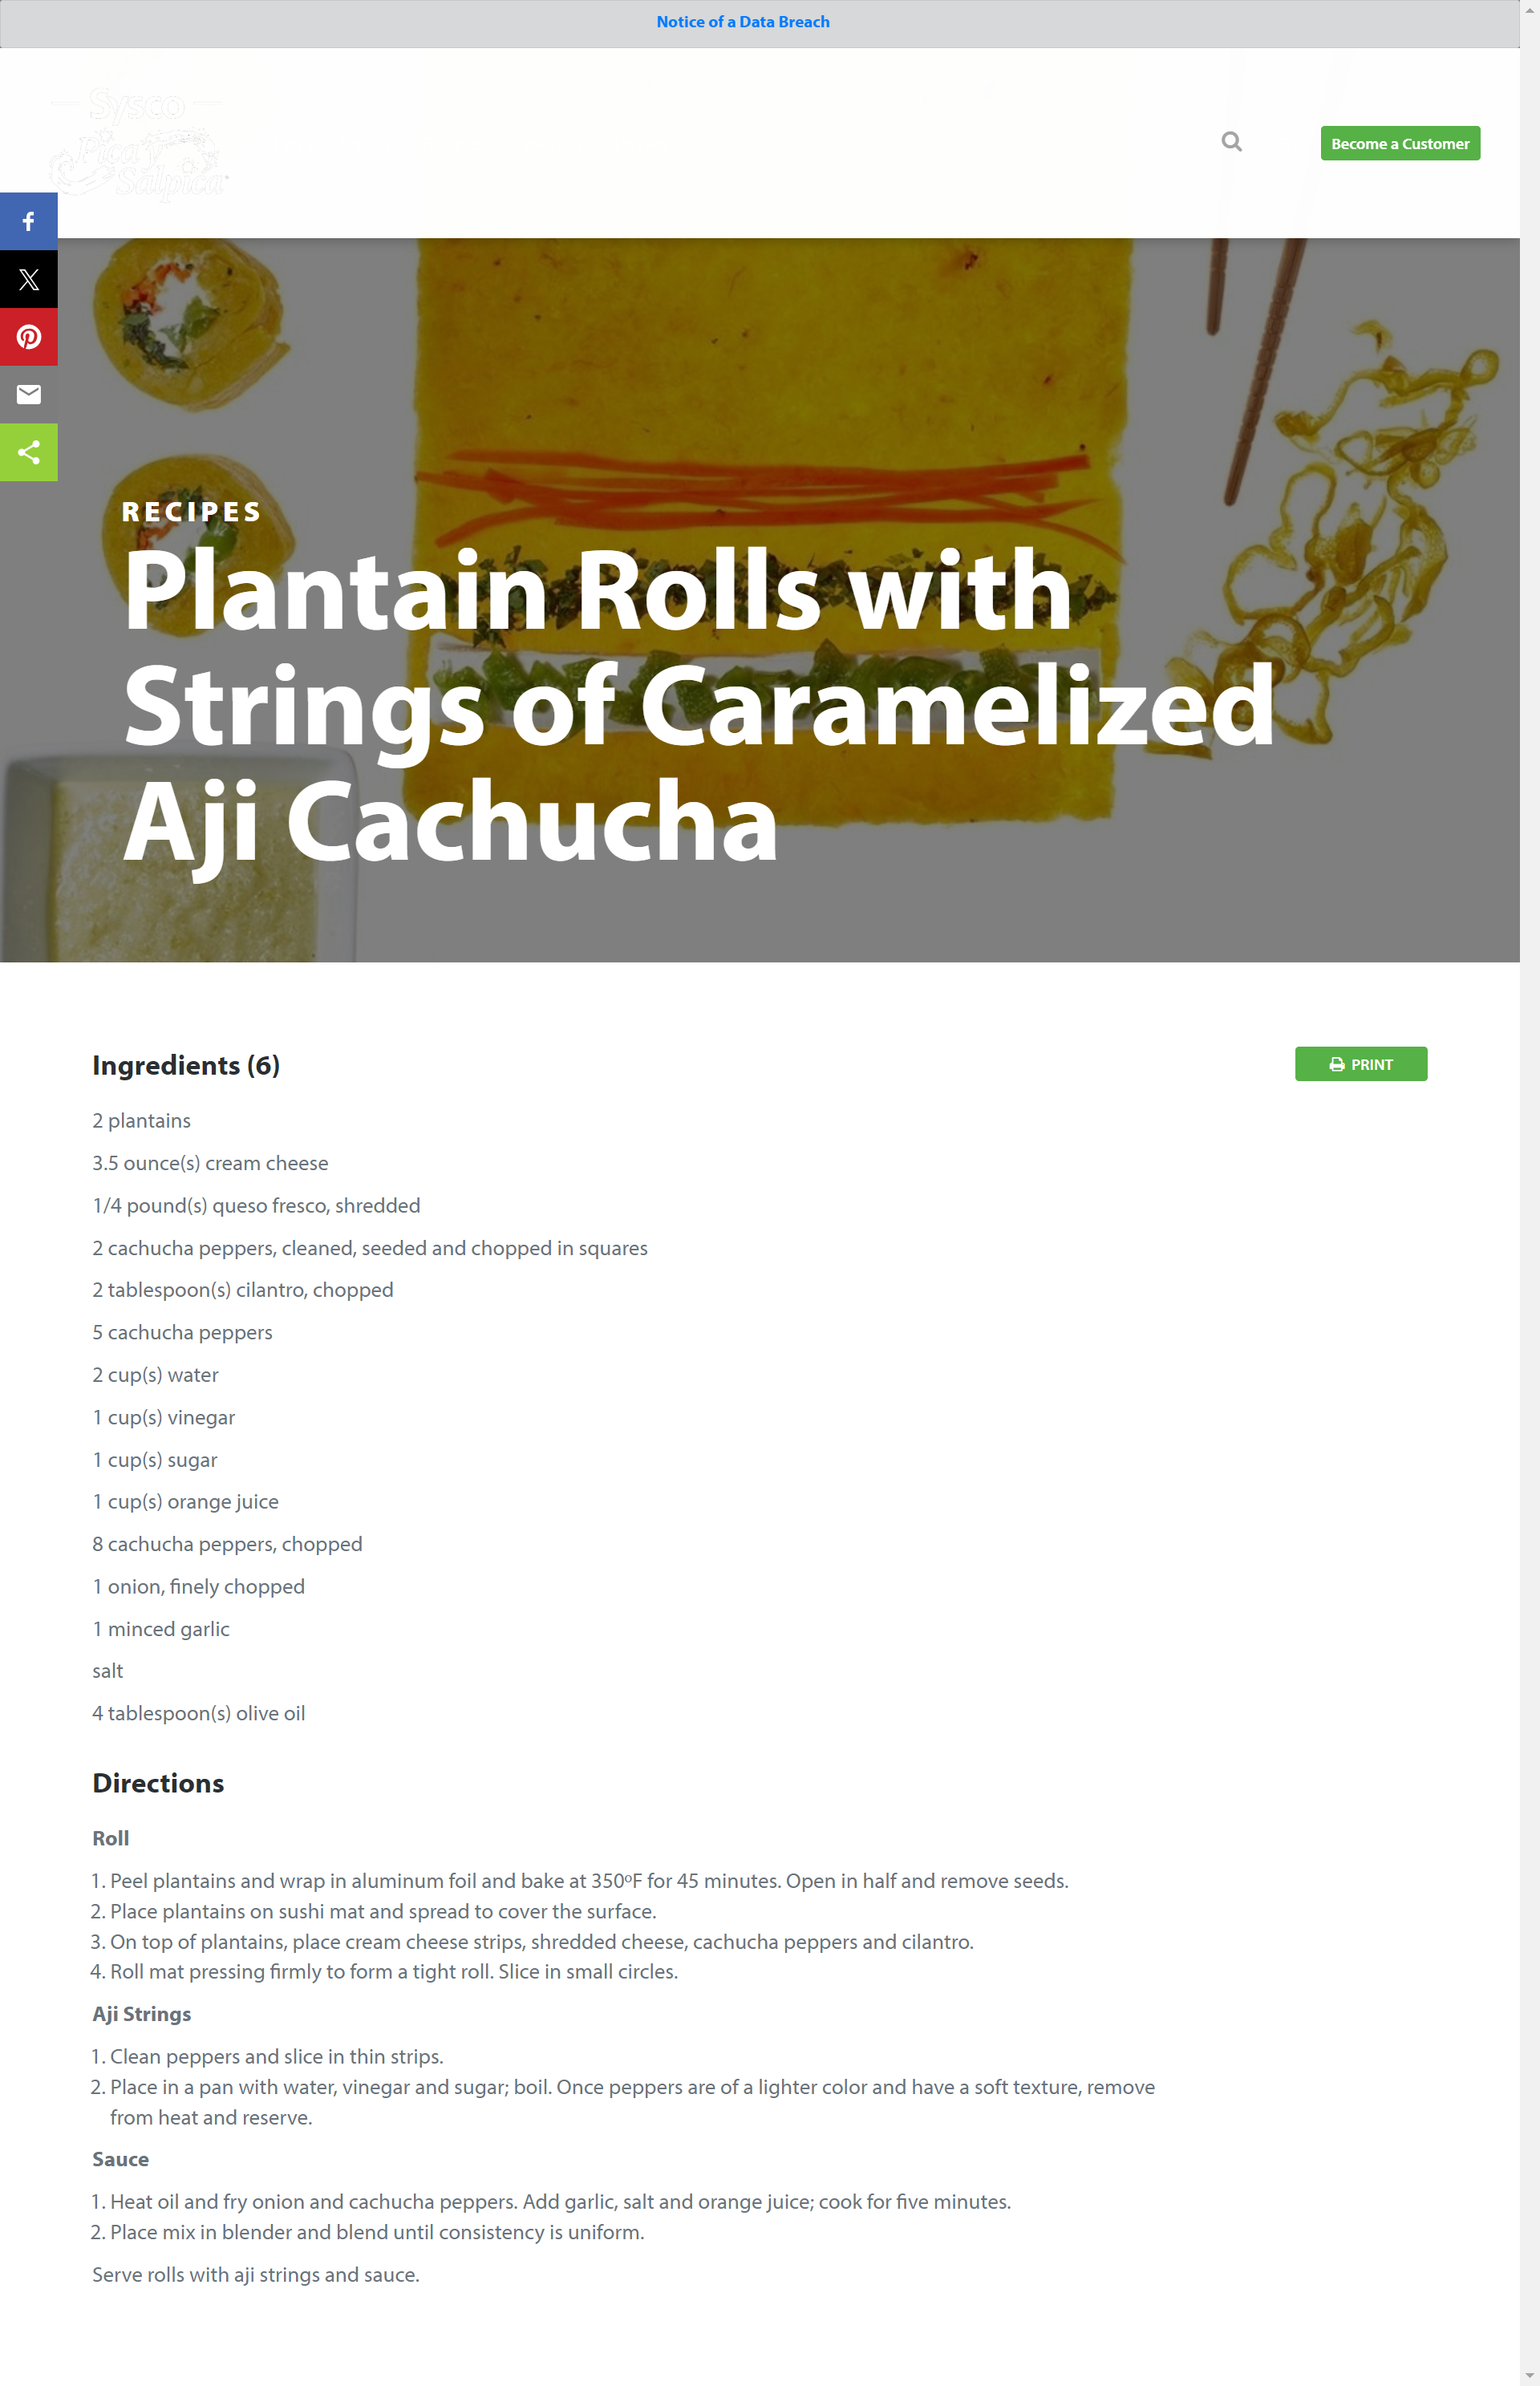 Notice of a Data Breach
Sysco
Pica y
Salpica
Become a Customer
RECIPES
Plantain Rolls with
Strings of Caramelized
Aji Cachucha
Ingredients (6)
PRINT
2 plantains
3.5 ounce(s) cream cheese
1/4 pound(s) queso fresco, shredded
2 cachucha peppers, cleaned, seeded and chopped in squares
2 tablespoon(s) cilantro, chopped
5 cachucha peppers
2 cup(s) water
1 cup(s) vinegar
1 cup(s) sugar
1 cup(s) orange juice
8 cachucha peppers, chopped
1 onion, finely chopped
1 minced garlic
salt
4 tablespoon(s) olive oil
Directions
Roll
1. Peel plantains and wrap in aluminum foil and bake at 350ºF for 45 minutes. Open in half and remove seeds.
2. Place plantains on sushi mat and spread to cover the surface.
3. On top of plantains, place cream cheese strips, shredded cheese, cachucha peppers and cilantro.
4. Roll mat pressing firmly to form a tight roll. Slice in small circles.
Aji Strings
1. Clean peppers and slice in thin strips.
2. Place in a pan with water, vinegar and sugar; boil. Once peppers are of a lighter color and have a soft texture, remove
from heat and reserve.
Sauce
1. Heat oil and fry onion and cachucha peppers. Add garlic, salt and orange juice; cook for five minutes.
2. Place mix in blender and blend until consistency is uniform.
Serve rolls with aji strings and sauce.